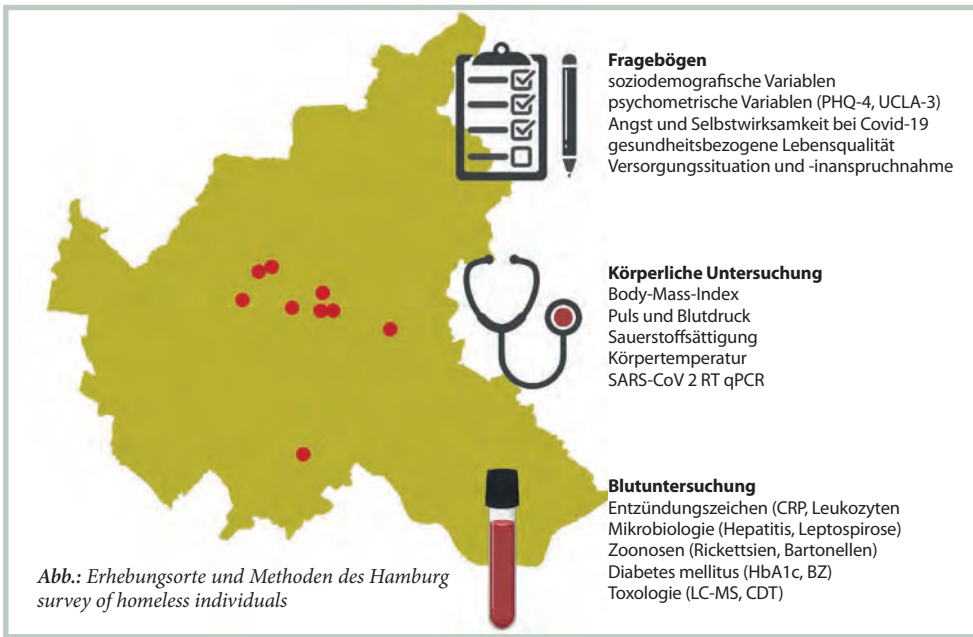 Fragebögen
soziodemografische Variablen
psychometrische Variablen (PHQ-4, UCLA-3)
Angst und Selbstwirksamkeit bei Covid-19
gesundheitsbezogene Lebensqualität
Versorgungssituation und -inanspruchnahme
Körperliche Untersuchung
Body-Mass-Index
Puls und Blutdruck
Sauerstoffsättigung
Körpertemperatur
SARS-CoV 2 RT qPCR
Blutuntersuchung
Entzündungszeichen (CRP, Leukozyten
Mikrobiologie (Hepatitis, Leptospirose)
Zoonosen (Rickettsien, Bartonellen)
Diabetes mellitus (HbA1c, BZ)
Toxologie (LC-MS, CDT)
Abb.: Erhebungsorte und Methoden des Hamburg
survey of homeless individuals